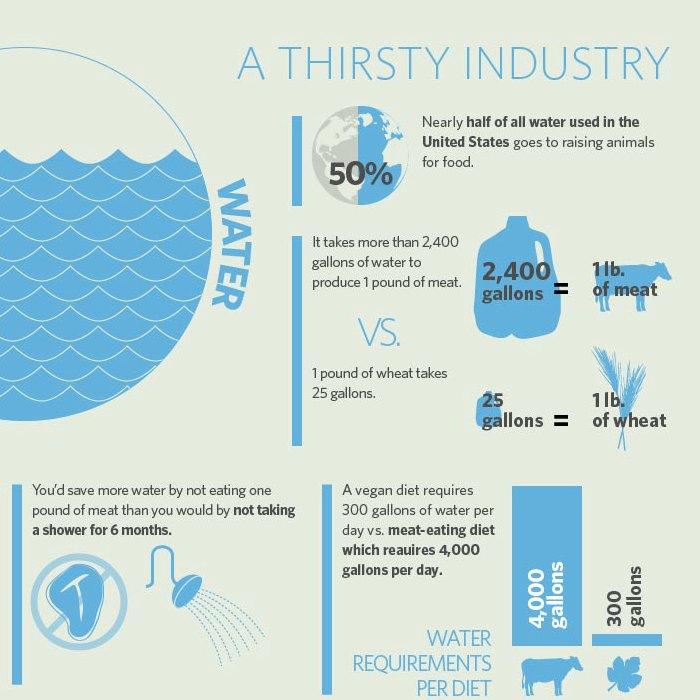 A THIRSTY INDUSTRY
WATER
50%
Nearly half of all water used in the
United States goes to raising animals
for food.
It takes more than 2,400
gallons of water to
produce 1 pound of meat.
2,400
gallons
=
1 lb.
of meat
VS.
1 pound of wheat takes
25 gallons.
25
gallons
=
1 lb.
of wheat
You'd save more water by not eating one
pound of meat than you would by not taking
a shower for 6 months.
A vegan diet requires
300 gallons of water per
day vs. meat-eating diet
which reauires 4,000
gallons per day.
4,000
gallons
300
gallons
WATER
REQUIREMENTS
PER DIET